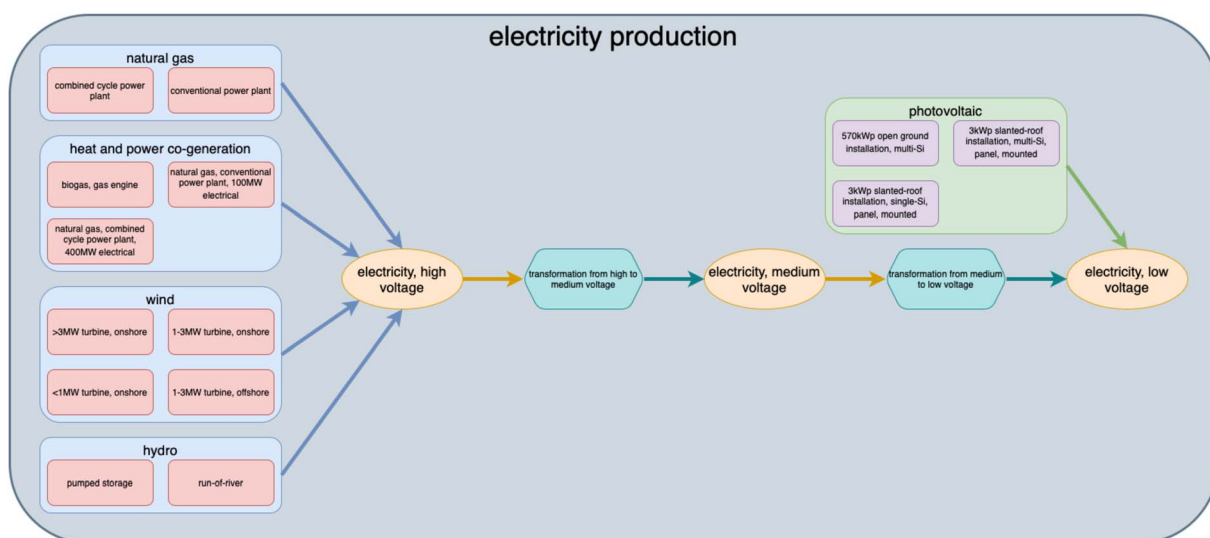 electricity production
natural gas
combined cycle power
plant
conventional power plant
heat and power co-generation
biogas, gas engine
natural gas, conventional
power plant, 100MW
electrical
natural gas, combined
cycle power plant,
400MW electrical
wind
>3MW turbine, onshore
1-3MW turbine, onshore
<1MW turbine, onshore
1-3MW turbine, offshore
hydro
pumped storage
run-of-river
electricity, high
voltage
transformation from high to
medium voltage
electricity, medium
voltage
transformation from medium
to low voltage
electricity, low
voltage
photovoltaic
570kWp open ground
installation, multi-Si
3kWp slanted-roof
installation, multi-Si,
panel, mounted
3kWp slanted-roof
installation, single-Si,
panel, mounted